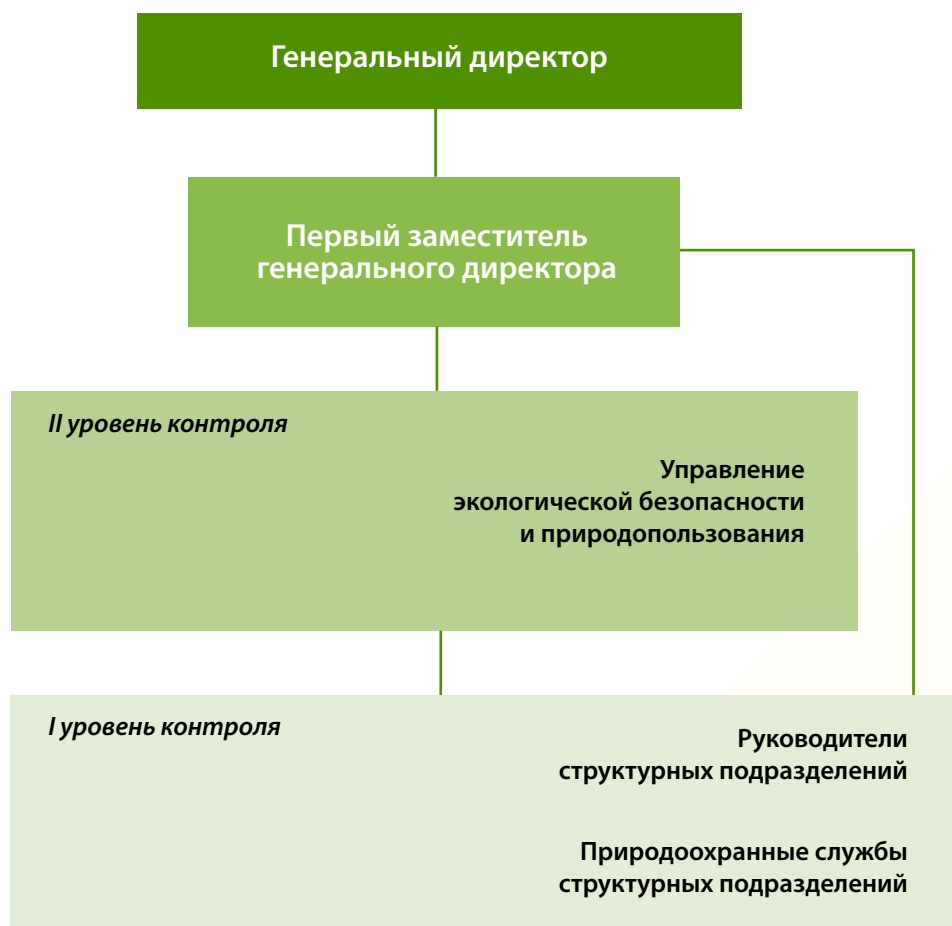 Генеральный директор
Первый заместитель
генерального директора
II уровень контроля
Управление
экологической безопасности
и природопользования
I уровень контроля
Руководители
структурных подразделений
Природоохранные службы
структурных подразделений